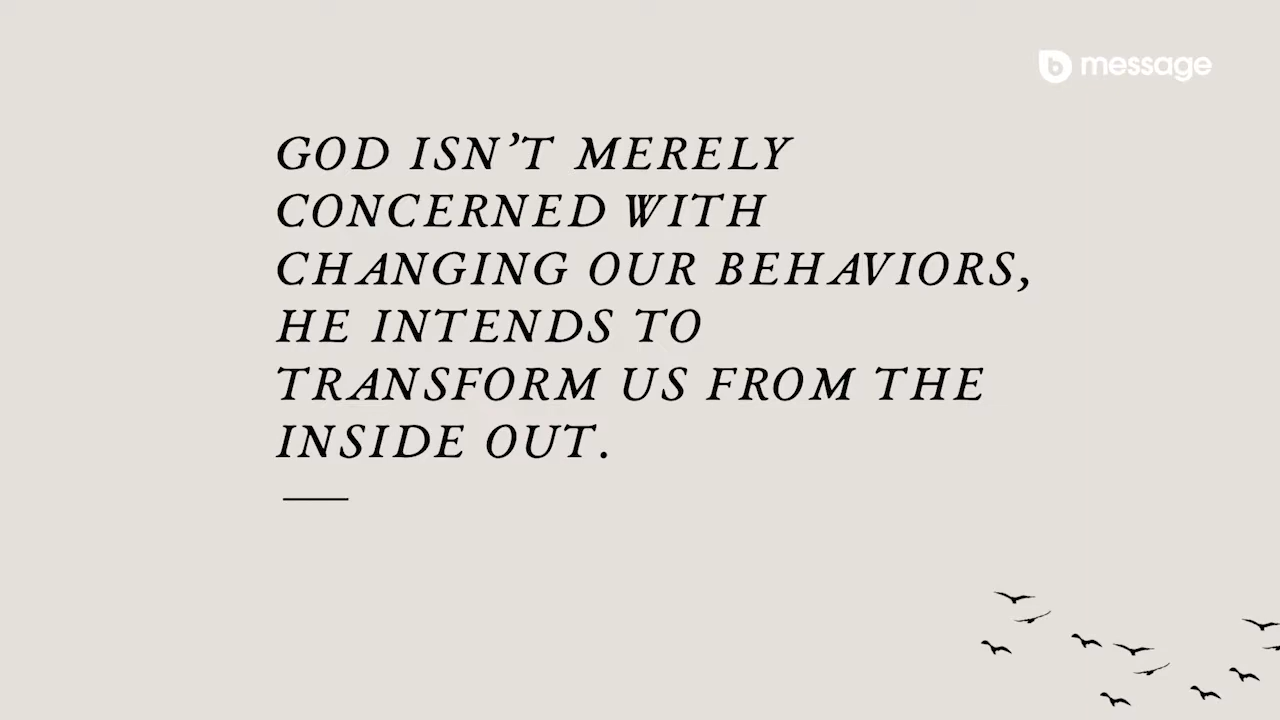 message
GOD ISN’T MERELY
CONCERNED WITH
CHANGING OUR BEHAVIORS,
HE INTENDS TO
TRANSFORM US FROM THE
INSIDE OUT.